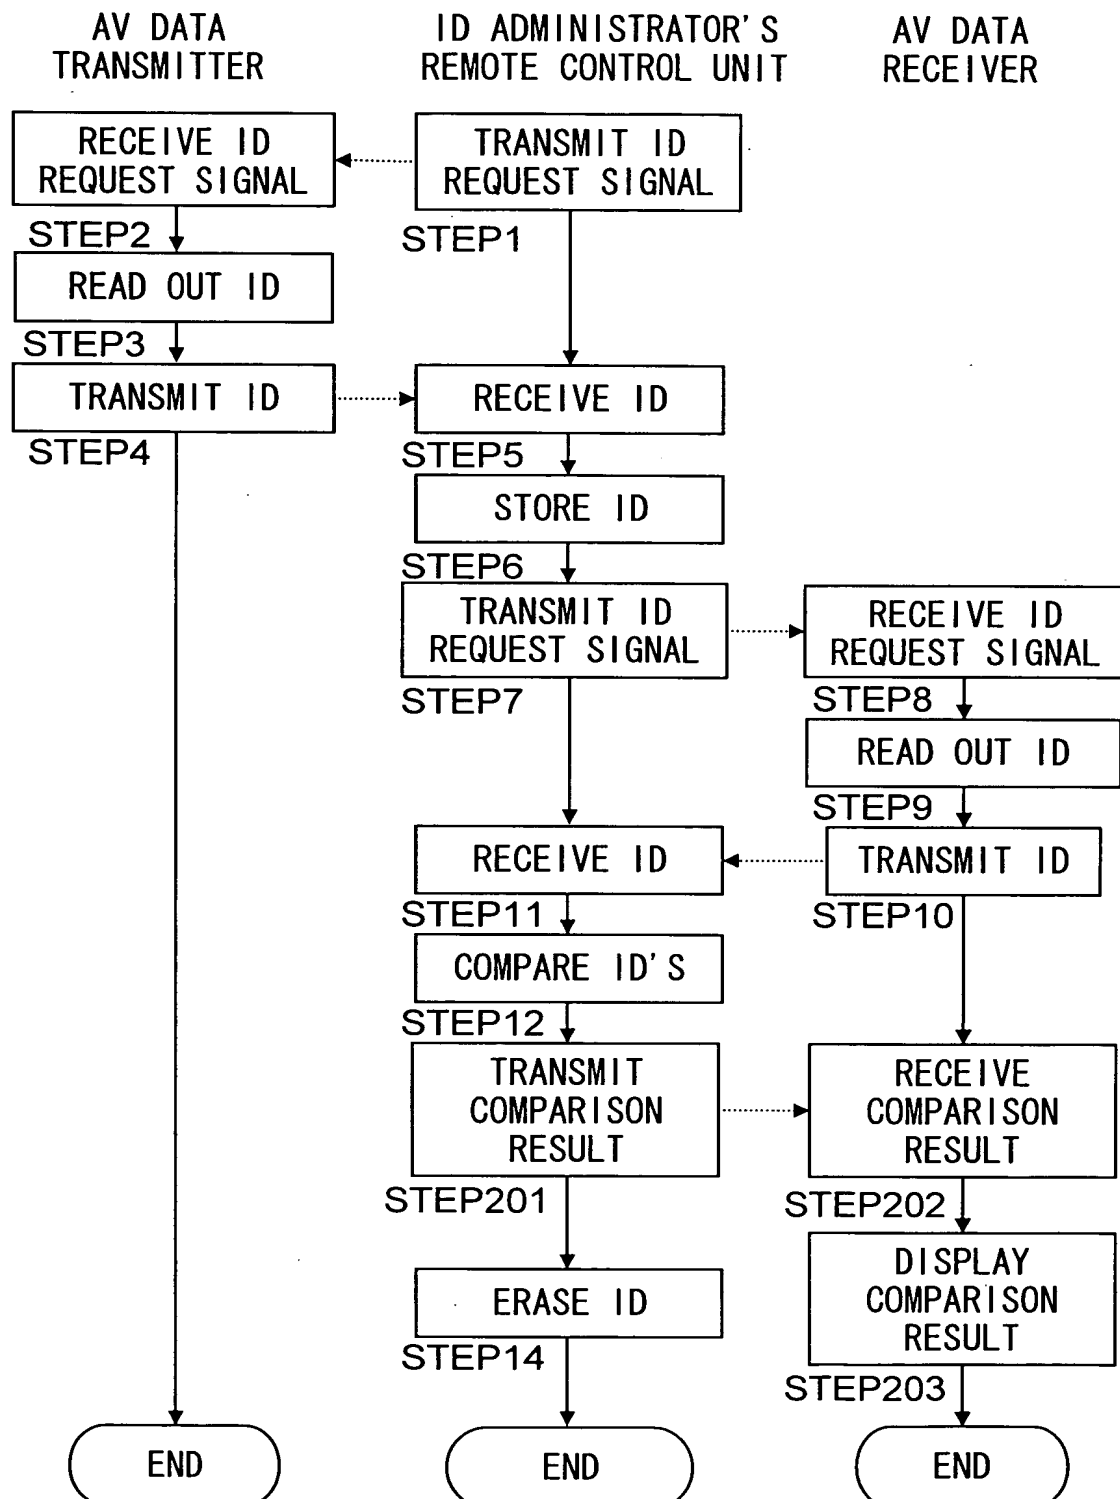 AV DATA
TRANSMITTER
ID ADMINISTRATOR'S
REMOTE CONTROL UNIT
AV DATA
RECEIVER
RECEIVE ID
REQUEST SIGNAL
TRANSMIT ID
REQUEST SIGNAL
STEP2
STEP1
READ OUT ID
STEP3
TRANSMIT ID
RECEIVE ID
STEP4
STEP5
STORE ID
STEP6
TRANSMIT ID
REQUEST SIGNAL
RECEIVE ID
REQUEST SIGNAL
STEP7
STEP8
READ OUT ID
STEP9
RECEIVE ID
TRANSMIT ID
STEP11
STEP10
COMPARE ID'S
STEP12
TRANSMIT
COMPARISON
RESULT
RECEIVE
COMPARISON
RESULT
STEP201
STEP202
ERASE ID
DISPLAY
COMPARISON
RESULT
STEP14
STEP203
END
END
END